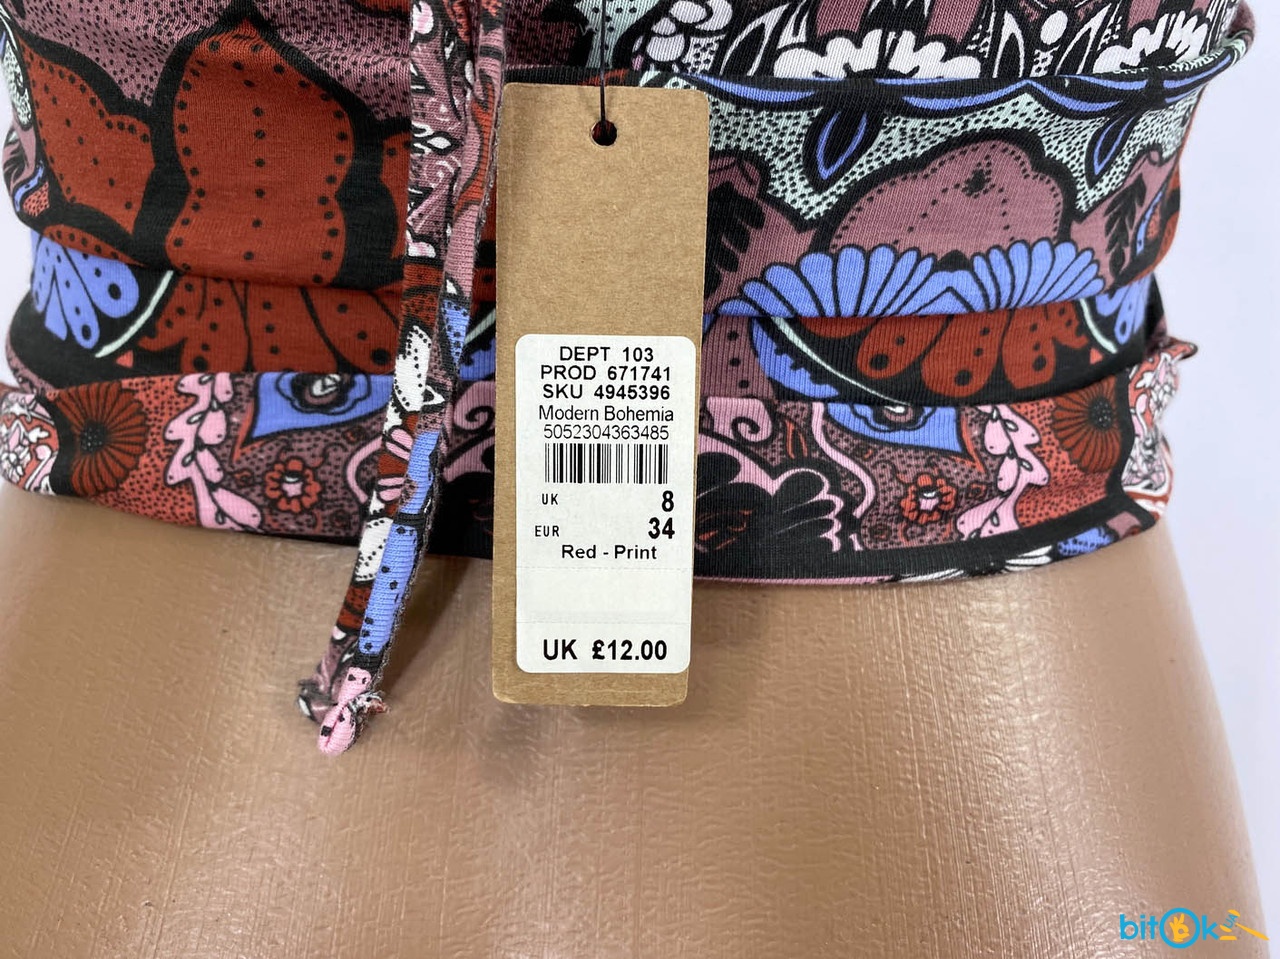 DEPT 103
PROD 671741
SKU 4945396
Modern Bohemia
5052304363485
UK 8
EUR 34
Red - Print
UK £12.00
bitOk